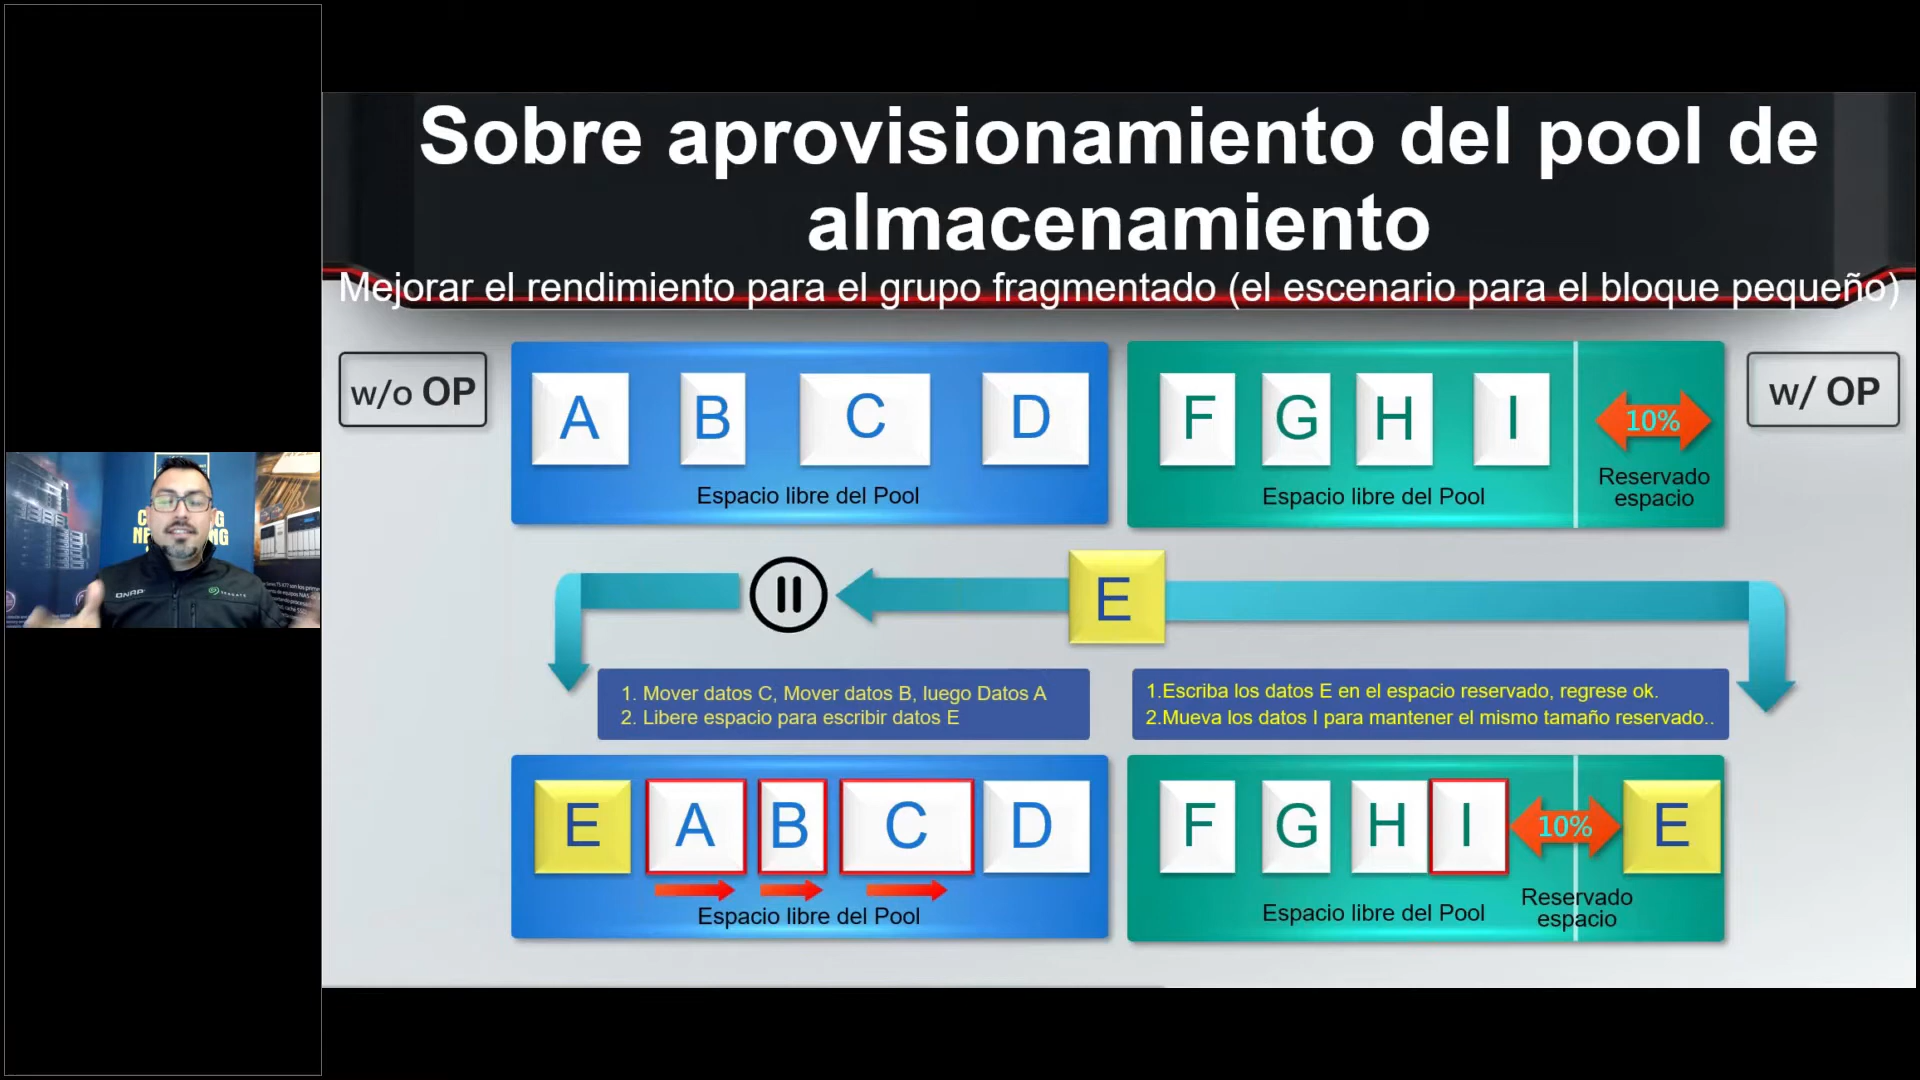 Sobre aprovisionamiento del pool de
almacenamiento
Mejorar el rendimiento para el grupo fragmentado (el escenario para el bloque pequeño)
w/o OP
A B C D
Espacio libre del Pool
F G H I
10%
Espacio libre del Pool
Reservado
espacio
w/ OP
E
1. Mover datos C, Mover datos B, luego Datos A
2. Libere espacio para escribir datos E
1.Escriba los datos E en el espacio reservado, regrese ok.
2.Mueva los datos I para mantener el mismo tamaño reservado..
E A B C D
Espacio libre del Pool
F G H I
10%
E
Espacio libre del Pool
Reservado
espacio
QNAP
SEAGATE